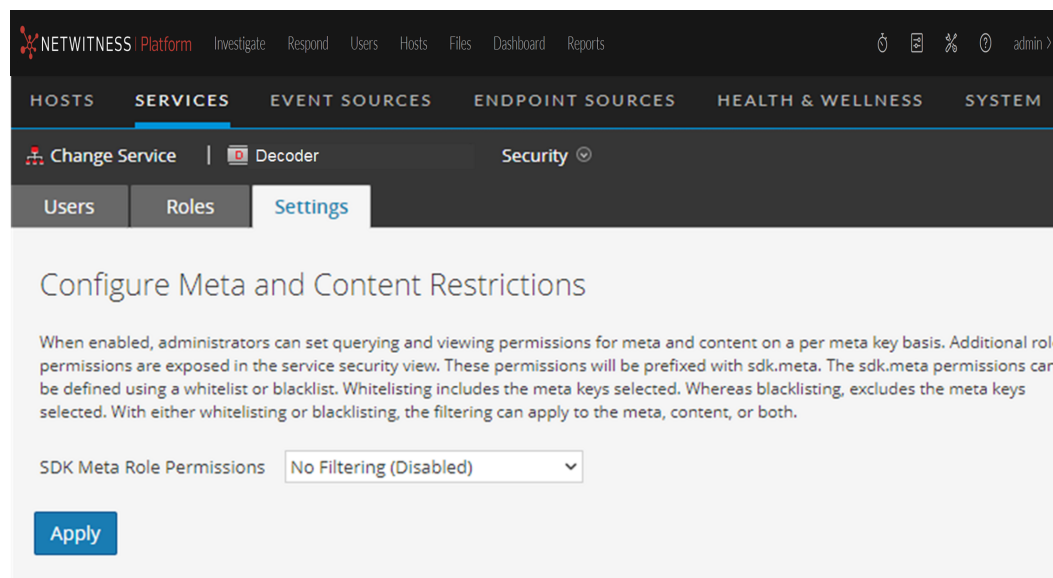 NETWITNESS Platform Investigate Respond Users Hosts Files Dashboard Reports admin >
HOSTS SERVICES EVENT SOURCES ENDPOINT SOURCES HEALTH & WELLNESS SYSTEM
Change Service | D Decoder Security
Users Roles Settings
Configure Meta and Content Restrictions
When enabled, administrators can set querying and viewing permissions for meta and content on a per meta key basis. Additional rol
permissions are exposed in the service security view. These permissions will be prefixed with sdk.meta. The sdk.meta permissions can
be defined using a whitelist or blacklist. Whitelisting includes the meta keys selected. Whereas blacklisting, excludes the meta keys
selected. With either whitelisting or blacklisting, the filtering can apply to the meta, content, or both.
SDK Meta Role Permissions No Filtering (Disabled)
Apply